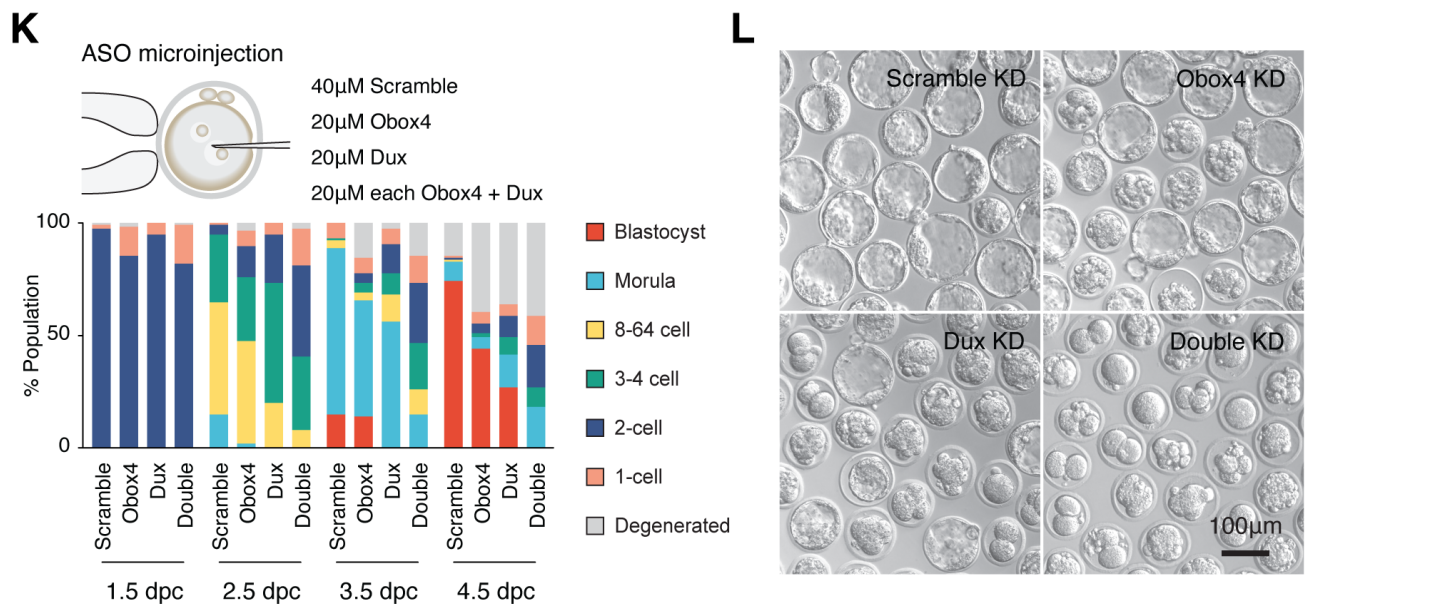 K
ASO microinjection
40µM Scramble
20µM Obox4
20µM Dux
20µM each Obox4 + Dux
% Population
100
50
0
Scramble
Obox4
Dux
Double
Scramble
Obox4
Dux
Double
Scramble
Obox4
Dux
Double
Scramble
Obox4
Dux
Double
1.5 dpc
2.5 dpc
3.5 dpc
4.5 dpc
Blastocyst
Morula
8-64 cell
3-4 cell
2-cell
1-cell
Degenerated
L
Scramble KD
Obox4 KD
Dux KD
Double KD
100µm